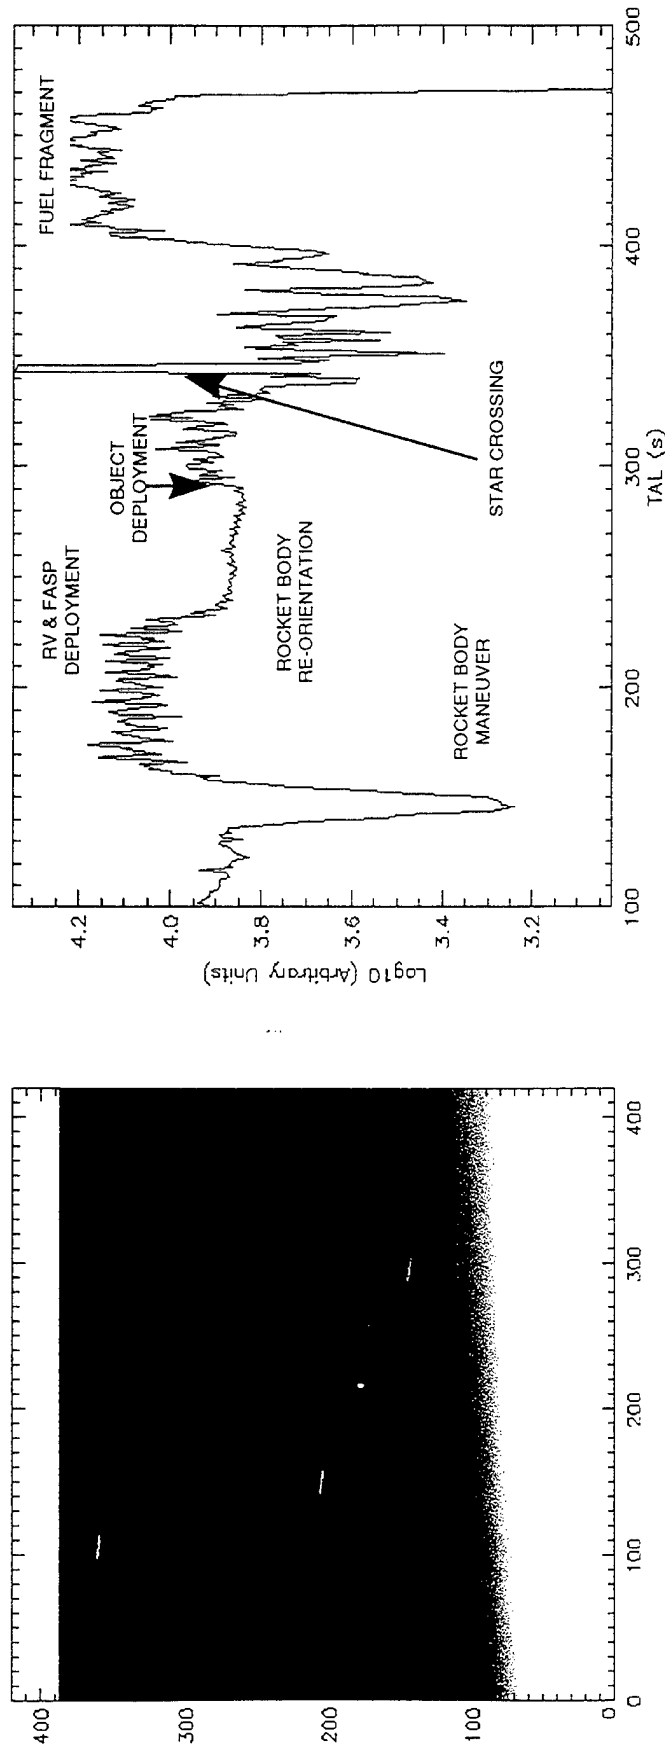 400
300
200
100
0
0
100
200
300
400
Log10 (Arbitrary Units)
4.2
4.0
3.8
3.6
3.4
3.2
100
200
300
400
500
TAL (s)
RV & FASP
DEPLOYMENT
OBJECT
DEPLOYMENT
FUEL FRAGMENT
ROCKET BODY
RE-ORIENTATION
ROCKET BODY
MANEUVER
STAR CROSSING